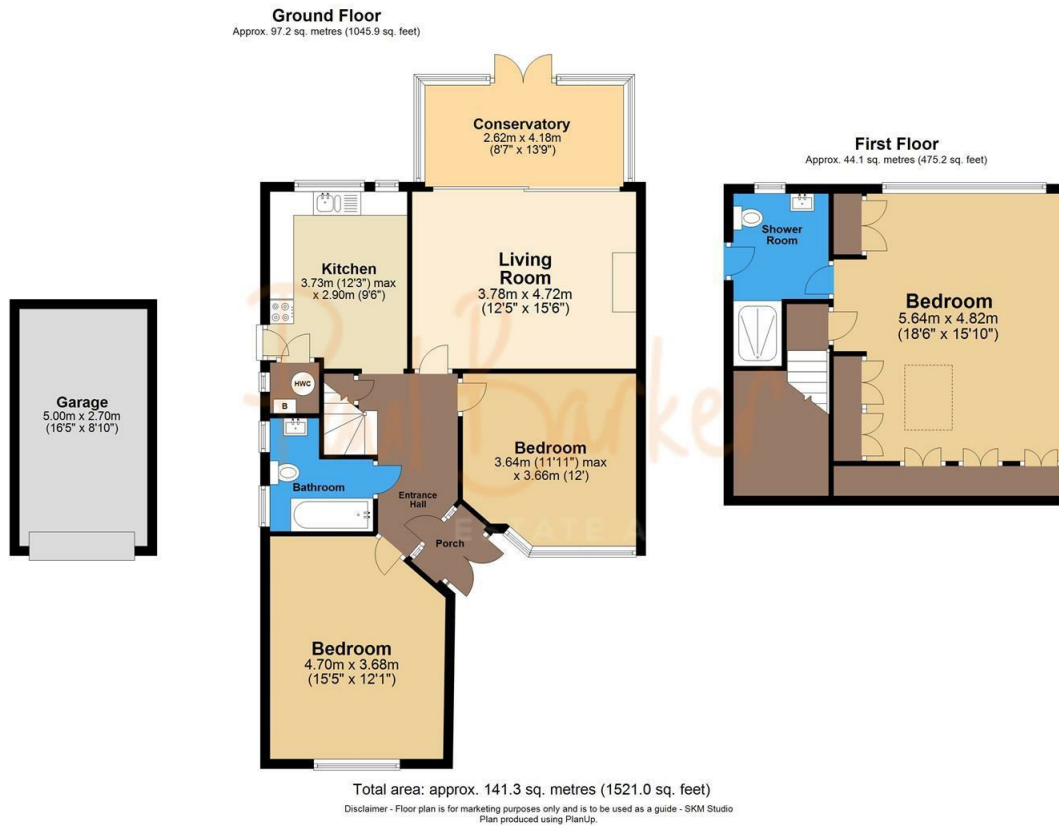 Ground Floor
Approx. 97.2 sq. metres (1045.9 sq. feet)
Conservatory
2.62m x 4.18m
(8'7" x 13'9")
First Floor
Approx. 44.1 sq. metres (475.2 sq. feet)
Kitchen
3.73m (12'3") max
x 2.90m (9'6")
Living
Room
3.78m x 4.72m
(12'5" x 15'6")
Shower
Room
Bedroom
5.64m x 4.82m
(18'6" x 15'10")
Garage
5.00m x 2.70m
(16'5" x 8'10")
HWC
B
Paul Barker
ESTATE A
Bedroom
3.64m (11'11") max
x 3.66m (12')
Bathroom
Entrance
Hall
Porch
Bedroom
4.70m x 3.68m
(15'5" x 12'1")
Total area: approx. 141.3 sq. metres (1521.0 sq. feet)
Disclaimer - Floor plan is for marketing purposes only and is to be used as a guide - SKM Studio
Plan produced using PlanUp.